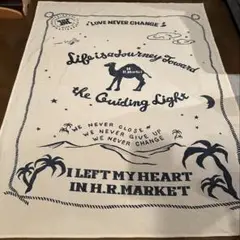 LOVE NEVER CHANGE
Life is a Journey Toward
H.R.MARKET
the Guiding Light
WE NEVER CLOSE
WE NEVER GIVE UP
WE NEVER CHANGE
I LEFT MY HEART
IN H.R.MARKET